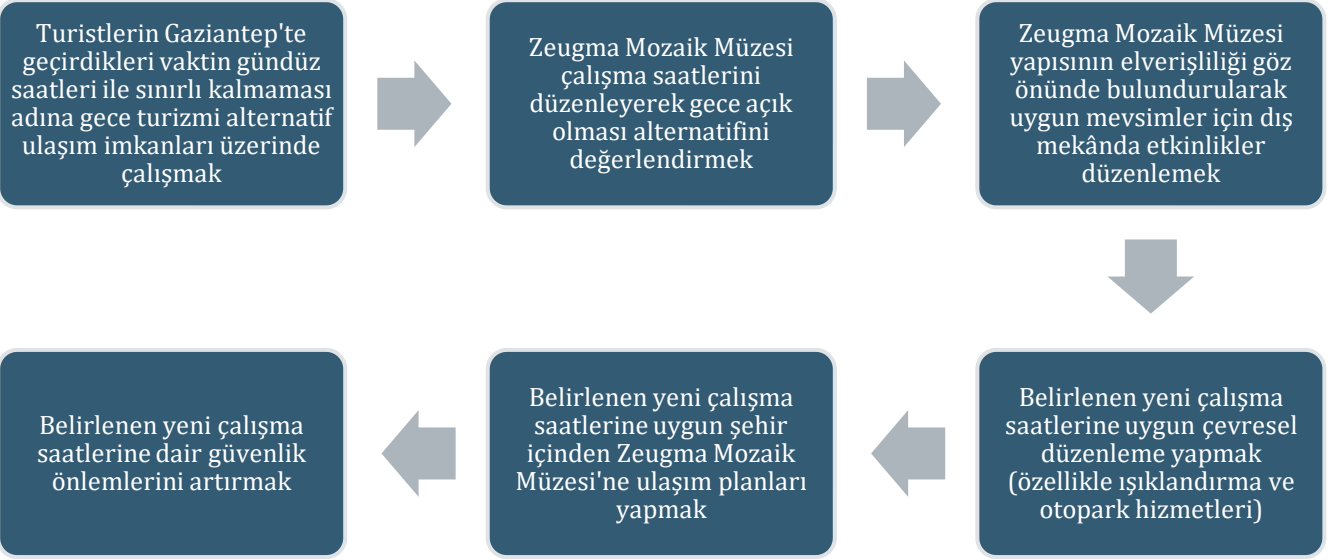 Turistlerin Gaziantep'te
geçirdikleri vaktin gündüz
saatleri ile sınırlı kalmaması
adına gece turizmi alternatif
ulaşım imkanları üzerinde
çalışmak
Zeugma Mozaik Müzesi
çalışma saatlerini
düzenleyerek gece açık
olması alternatifini
değerlendirmek
Zeugma Mozaik Müzesi
yapısının elverişliliği göz
önünde bulundurularak
uygun mevsimler için dış
mekânda etkinlikler
düzenlemek
Belirlenen yeni çalışma
saatlerine uygun çevresel
düzenleme yapmak
(özellikle ışıklandırma ve
otopark hizmetleri)
Belirlenen yeni çalışma
saatlerine uygun şehir
içinden Zeugma Mozaik
Müzesi'ne ulaşım planları
yapmak
Belirlenen yeni çalışma
saatlerine dair güvenlik
önlemlerini artırmak